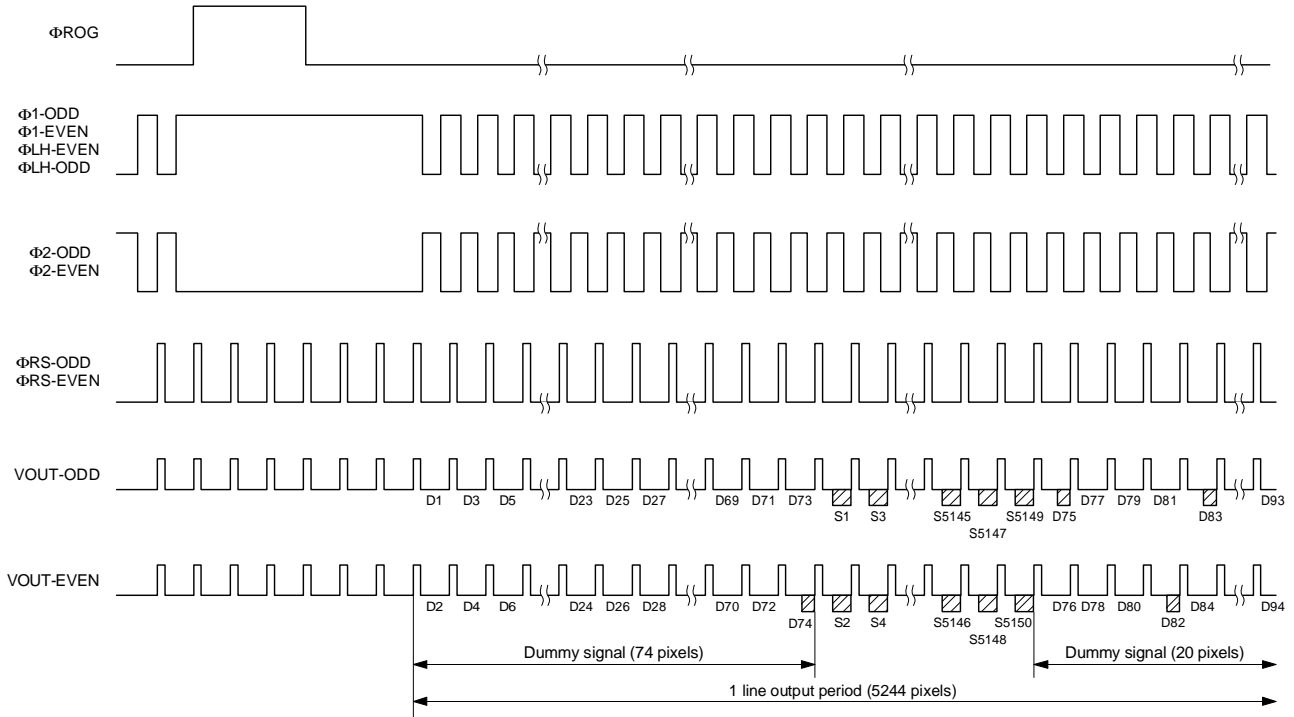 ΦROG
Φ1-ODD
Φ1-EVEN
ΦLH-EVEN
ΦLH-ODD
Φ2-ODD
Φ2-EVEN
ΦRS-ODD
ΦRS-EVEN
VOUT-ODD
D1 D3 D5 D23 D25 D27 D69 D71 D73 S1 S3 S5145 S5147 S5149 D75 D77 D79 D81 D83 D93
VOUT-EVEN
D2 D4 D6 D24 D26 D28 D70 D72 D74 S2 S4 S5146 S5148 S5150 D76 D78 D80 D82 D84 D94
Dummy signal (74 pixels) Dummy signal (20 pixels)
1 line output period (5244 pixels)